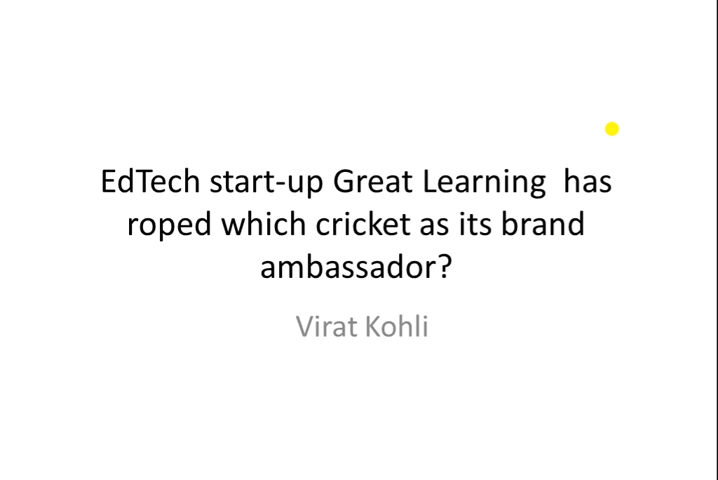 EdTech start-up Great Learning  has
roped which cricket as its brand
ambassador?
Virat Kohli